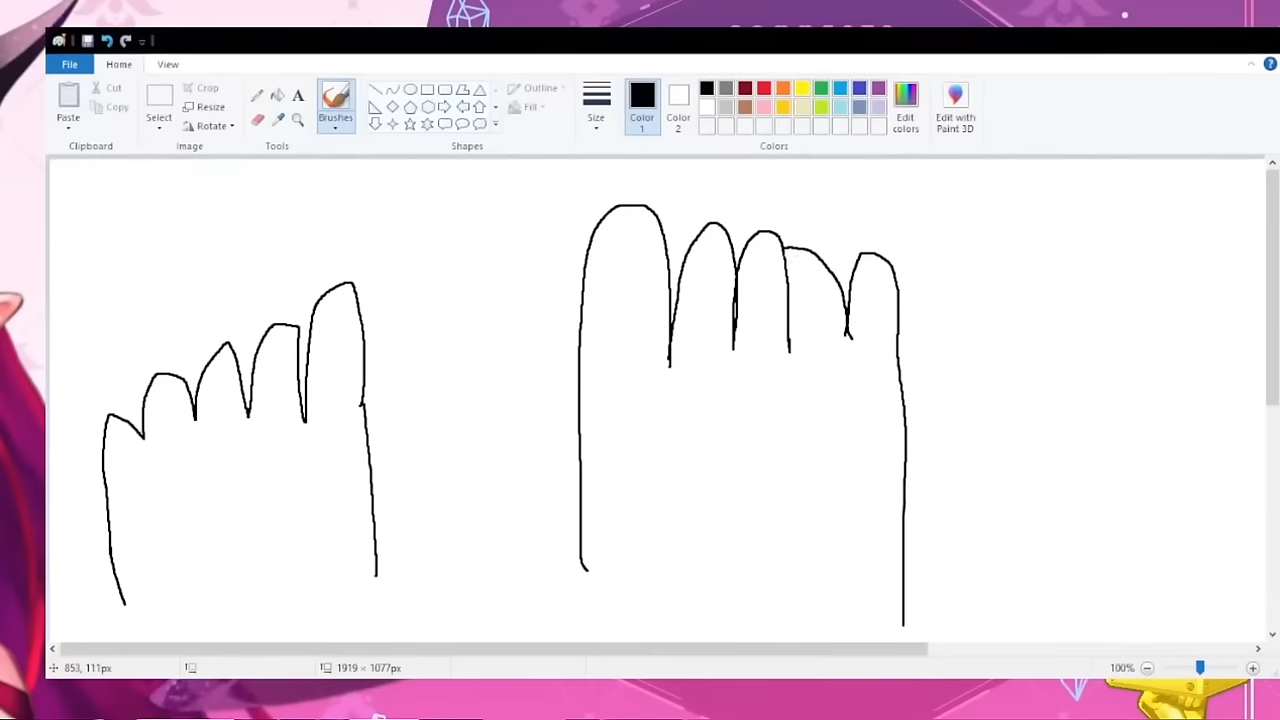 File Home View
Paste
Cut
Copy
Clipboard
Select
Crop
Resize
Rotate
Image
A
Tools
Brushes
Outline
Fill
Shapes
Size
Color 1
Color 2
Edit colors
Colors
Edit with Paint 3D
853, 111px
1919 × 1077px
100%